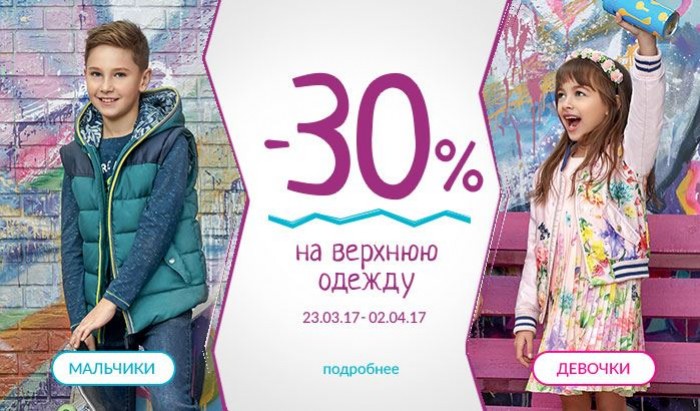 -30%
на верхнюю
одежду
23.03.17- 02.04.17
МАЛЬЧИКИ
подробнее
ДЕВОЧКИ